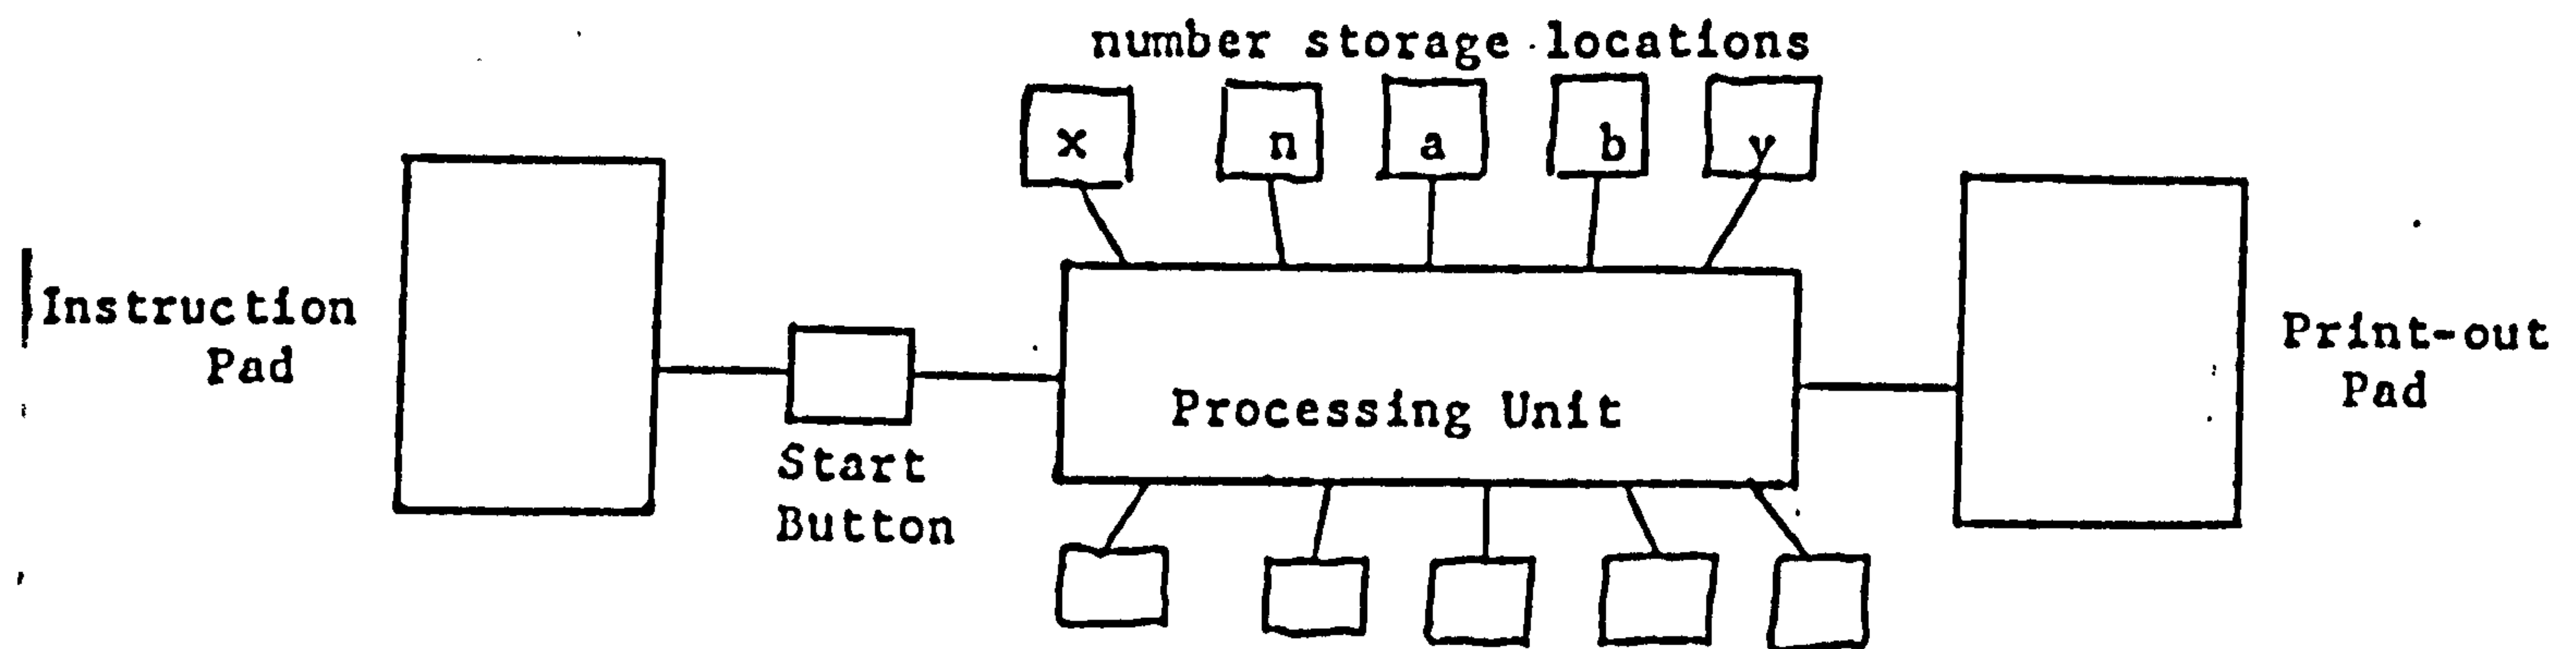 number storage locations
x n a b y
Instruction
Pad
Start
Button
Processing Unit
Print-out
Pad